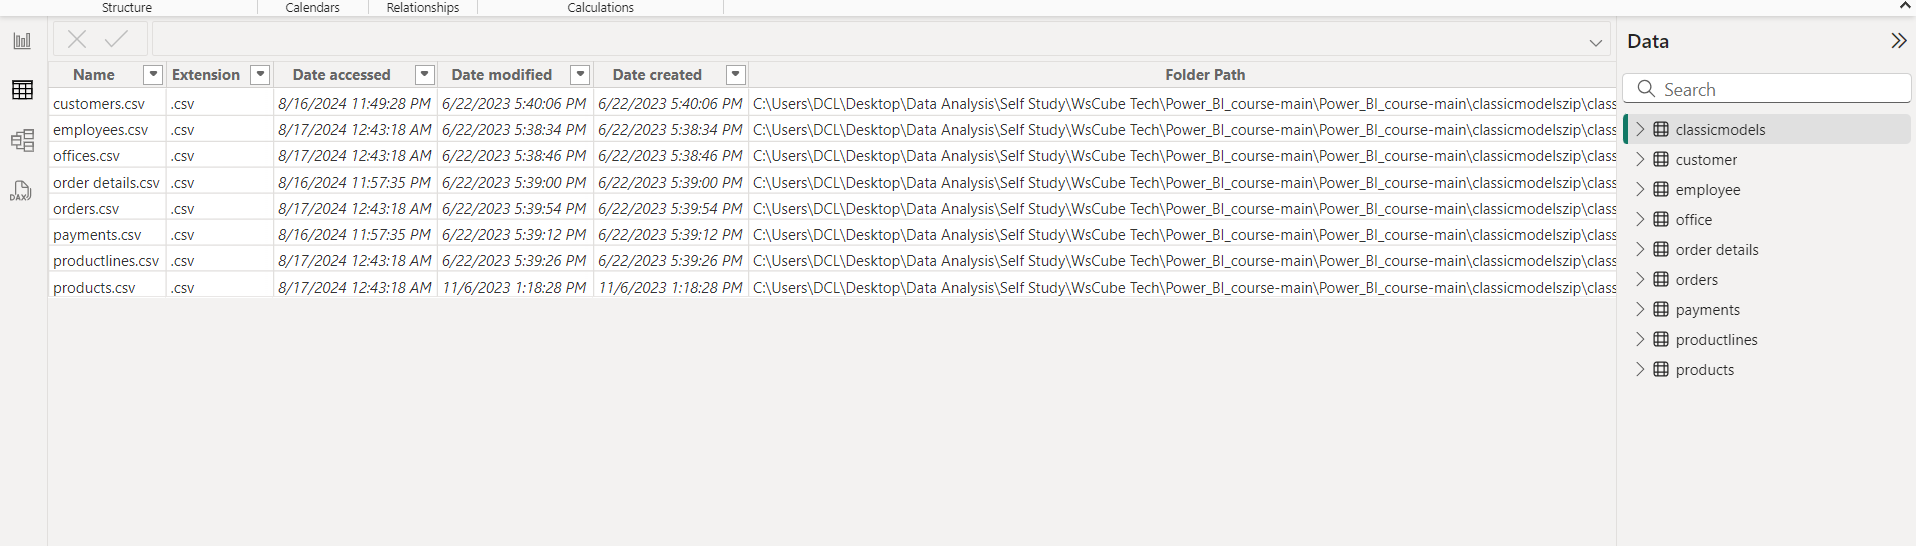 Structure Calendars Relationships Calculations
Name Extension Date accessed Date modified Date created Folder Path
customers.csv .csv 8/16/2024 11:49:28 PM 6/22/2023 5:40:06 PM 6/22/2023 5:40:06 PM C:\Users\DCL\Desktop\Data Analysis\Self Study\WsCube Tech\Power_BI_course-main\Power_BI_course-main\classicmodelszip\class
employees.csv .csv 8/17/2024 12:43:18 AM 6/22/2023 5:38:34 PM 6/22/2023 5:38:34 PM C:\Users\DCL\Desktop\Data Analysis\Self Study\WsCube Tech\Power_BI_course-main\Power_BI_course-main\classicmodelszip\class
offices.csv .csv 8/17/2024 12:43:18 AM 6/22/2023 5:38:46 PM 6/22/2023 5:38:46 PM C:\Users\DCL\Desktop\Data Analysis\Self Study\WsCube Tech\Power_BI_course-main\Power_BI_course-main\classicmodelszip\class
order details.csv .csv 8/16/2024 11:57:35 PM 6/22/2023 5:39:00 PM 6/22/2023 5:39:00 PM C:\Users\DCL\Desktop\Data Analysis\Self Study\WsCube Tech\Power_BI_course-main\Power_BI_course-main\classicmodelszip\class
orders.csv .csv 8/17/2024 12:43:18 AM 6/22/2023 5:39:54 PM 6/22/2023 5:39:54 PM C:\Users\DCL\Desktop\Data Analysis\Self Study\WsCube Tech\Power_BI_course-main\Power_BI_course-main\classicmodelszip\class
payments.csv .csv 8/16/2024 11:57:35 PM 6/22/2023 5:39:12 PM 6/22/2023 5:39:12 PM C:\Users\DCL\Desktop\Data Analysis\Self Study\WsCube Tech\Power_BI_course-main\Power_BI_course-main\classicmodelszip\class
productlines.csv .csv 8/17/2024 12:43:18 AM 6/22/2023 5:39:26 PM 6/22/2023 5:39:26 PM C:\Users\DCL\Desktop\Data Analysis\Self Study\WsCube Tech\Power_BI_course-main\Power_BI_course-main\classicmodelszip\class
products.csv .csv 8/17/2024 12:43:18 AM 11/6/2023 1:18:28 PM 11/6/2023 1:18:28 PM C:\Users\DCL\Desktop\Data Analysis\Self Study\WsCube Tech\Power_BI_course-main\Power_BI_course-main\classicmodelszip\class
DAX
Data
Search
classicmodels
customer
employee
office
order details
orders
payments
productlines
products